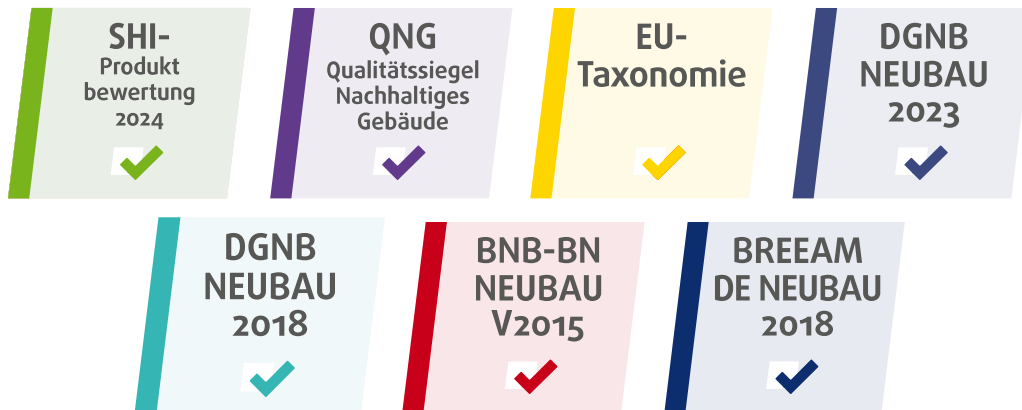 SHI-
Produkt
bewertung
2024
QNG
Qualitätssiegel
Nachhaltiges
Gebäude
EU-
Taxonomie
DGNB
NEUBAU
2023
DGNB
NEUBAU
2018
BNB-BN
NEUBAU
V2015
BREEAM
DE NEUBAU
2018